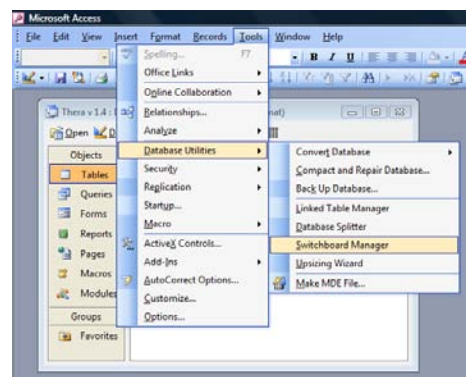 Microsoft Access
File Edit View Insert Format Records Tools Window Help
Spelling... F7
Office Links
Online Collaboration
Relationships...
Analyze
Database Utilities
Security
Replication
Startup...
Macro
ActiveX Controls...
Add-Ins
AutoCorrect Options...
Customize...
Options...
Convert Database
Compact and Repair Database...
Back Up Database...
Linked Table Manager
Database Splitter
Switchboard Manager
Upsizing Wizard
Make MDE File...
B I U
Thera v 1.4 :
Open
Objects
Tables
Queries
Forms
Reports
Pages
Macros
Modules
Groups
Favorites